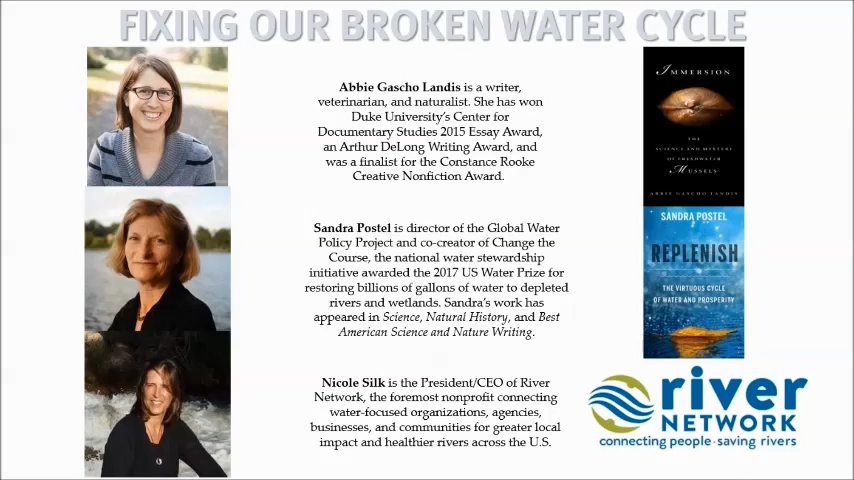 FIXING OUR BROKEN WATER CYCLE
Abbie Gascho Landis is a writer,
veterinarian, and naturalist. She has won
Duke University's Center for
Documentary Studies 2015 Essay Award,
an Arthur DeLong Writing Award, and
was a finalist for the Constance Rooke
Creative Nonfiction Award.
IMMERSION
THE
SCIENCE AND MYSTERY
OF FRESHWATER
MUSSELS
ABBIE GASCHO LANDIS
Sandra Postel is director of the Global Water
Policy Project and co-creator of Change the
Course, the national water stewardship
initiative awarded the 2017 US Water Prize for
restoring billions of gallons of water to depleted
rivers and wetlands. Sandra's work has
appeared in Science, Natural History, and Best
American Science and Nature Writing.
SANDRA POSTEL
REPLENISH
THE VIRTUOUS CYCLE
OF WATER AND PROSPERITY
Nicole Silk is the President/CEO of River
Network, the foremost nonprofit connecting
water-focused organizations, agencies,
businesses, and communities for greater local
impact and healthier rivers across the U.S.
river
NETWORK
connecting people · saving rivers